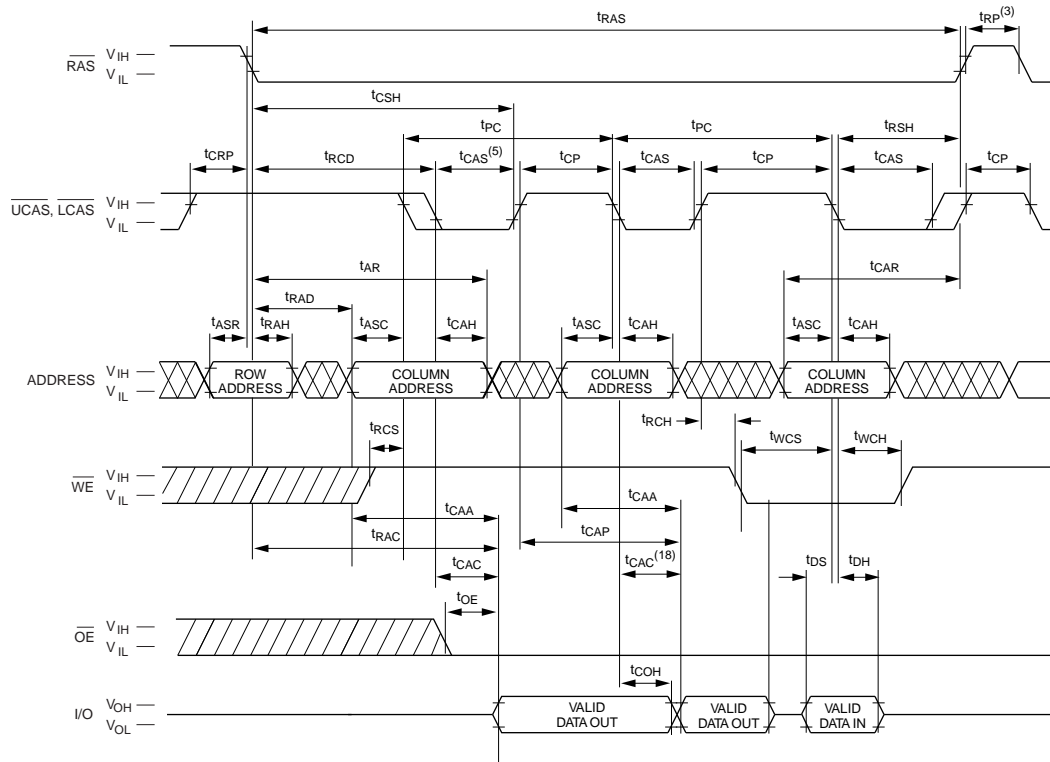 tRAS
tRP(3)
RAS
VIH
VIL
tCSH
tPC
tPC
tRSH
tCRP
tRCD
tCAS(5)
tCP
tCAS
tCP
tCAS
tCP
UCAS, LCAS
VIH
VIL
tAR
tCAR
tRAD
tASR
tRAH
tASC
tCAH
tASC
tCAH
tASC
tCAH
ADDRESS
VIH
VIL
ROW
ADDRESS
COLUMN
ADDRESS
COLUMN
ADDRESS
COLUMN
ADDRESS
tRCH
tRCS
tWCS
tWCH
WE
VIH
VIL
tCAA
tCAA
tRAC
tCAP
tCAC
tCAC(18)
tDS
tDH
tOE
OE
VIH
VIL
tCOH
I/O
VOH
VOL
VALID
DATA OUT
VALID
DATA OUT
VALID
DATA IN